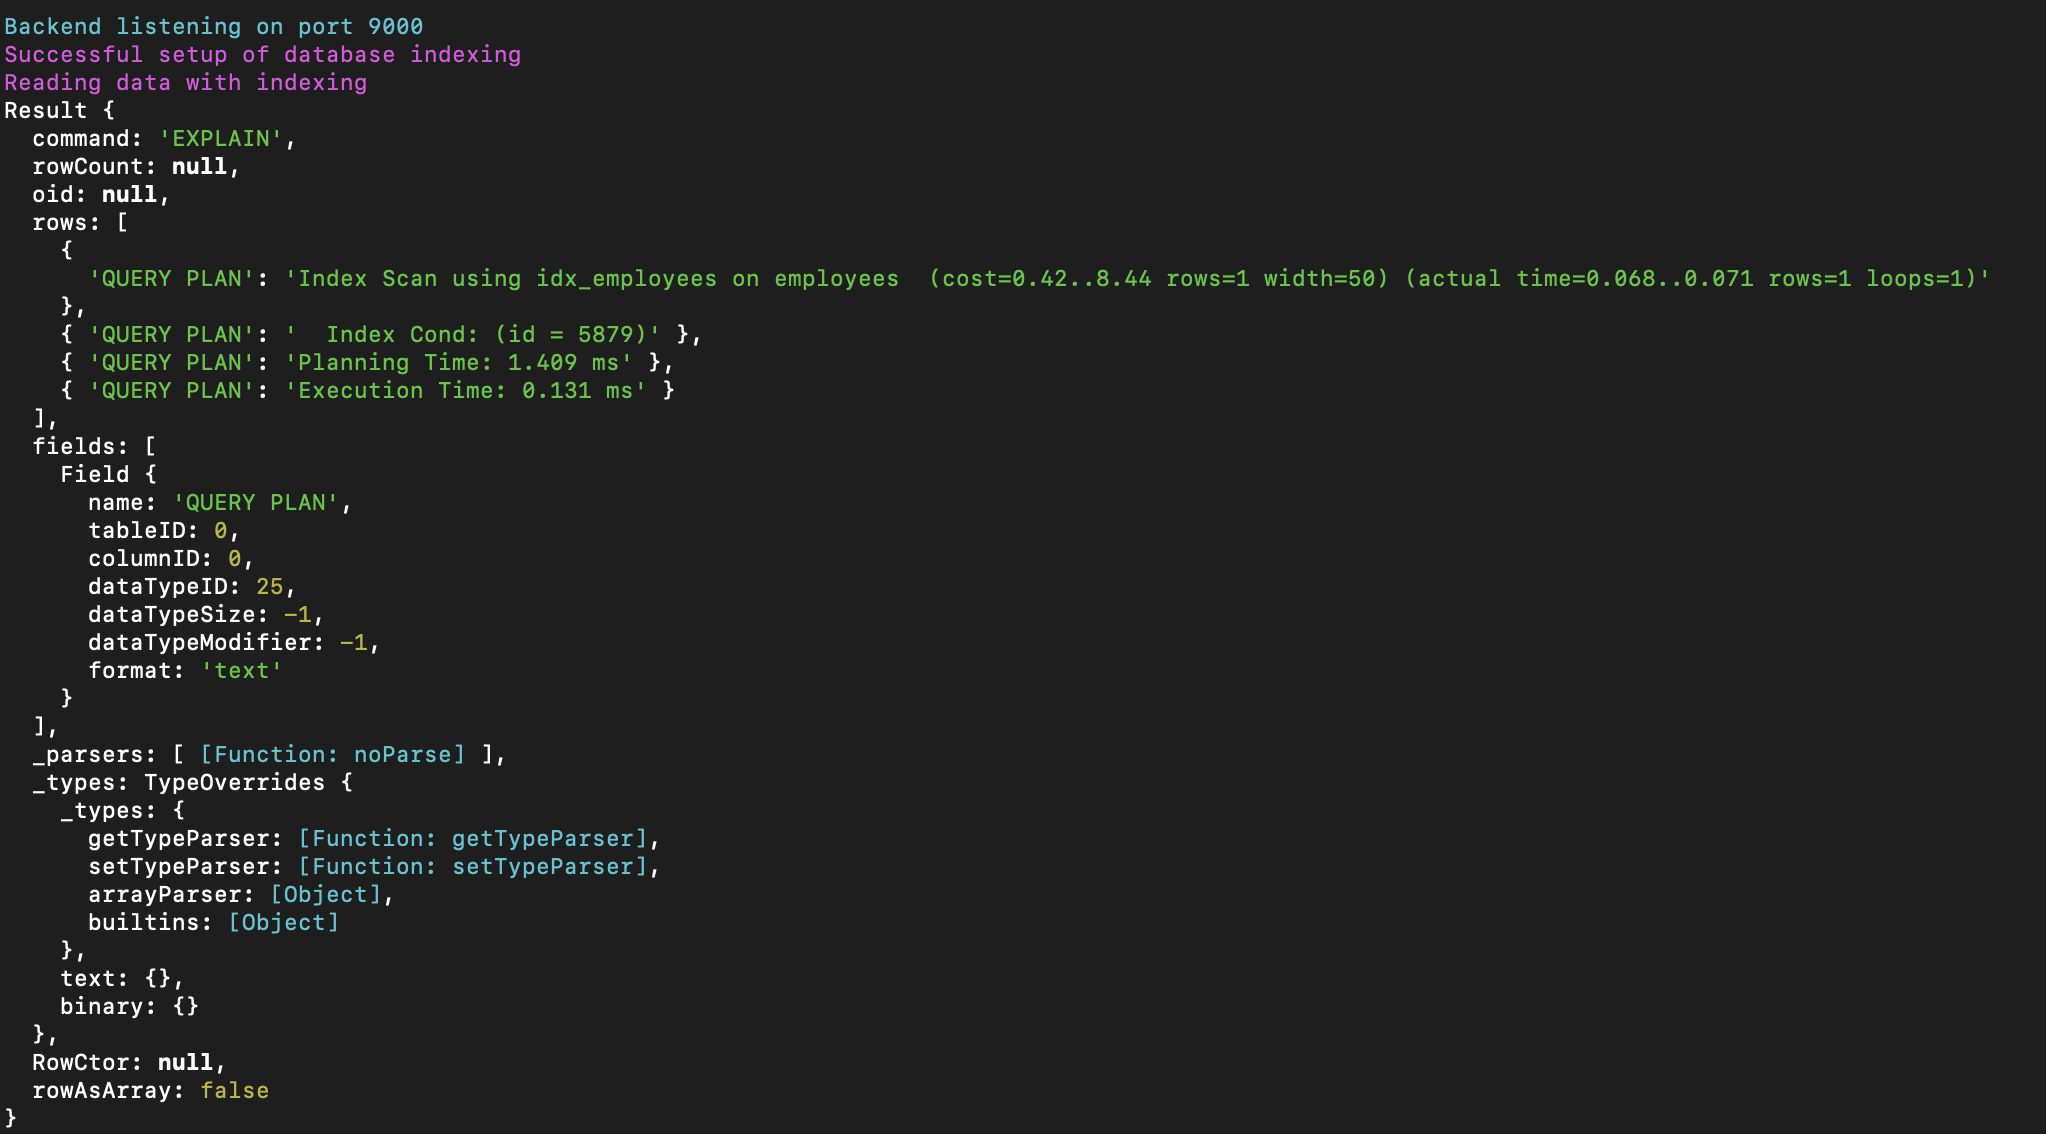 Backend listening on port 9000
Successful setup of database indexing
Reading data with indexing
Result {
  command: 'EXPLAIN',
  rowCount: null,
  oid: null,
  rows: [
    {
      'QUERY PLAN': 'Index Scan using idx_employees on employees  (cost=0.42..8.44 rows=1 width=50) (actual time=0.068..0.071 rows=1 loops=1)'
    },
    { 'QUERY PLAN': '  Index Cond: (id = 5879)' },
    { 'QUERY PLAN': 'Planning Time: 1.409 ms' },
    { 'QUERY PLAN': 'Execution Time: 0.131 ms' }
  ],
  fields: [
    Field {
      name: 'QUERY PLAN',
      tableID: 0,
      columnID: 0,
      dataTypeID: 25,
      dataTypeSize: -1,
      dataTypeModifier: -1,
      format: 'text'
    }
  ],
  _parsers: [ [Function: noParse] ],
  _types: TypeOverrides {
    _types: {
      getTypeParser: [Function: getTypeParser],
      setTypeParser: [Function: setTypeParser],
      arrayParser: [Object],
      builtins: [Object]
    },
    text: {},
    binary: {}
  },
  RowCtor: null,
  rowAsArray: false
}